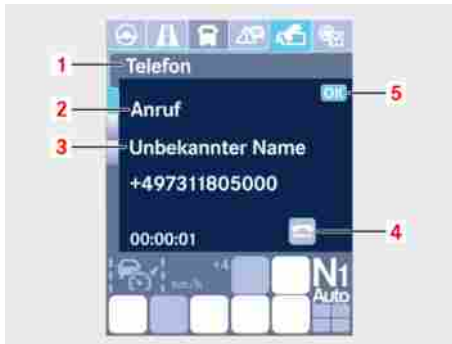 1
Telefon
5
OK
2
Anruf
3
Unbekannter Name
+497311805000
4
00:00:01
+4
km/h
N1
Auto